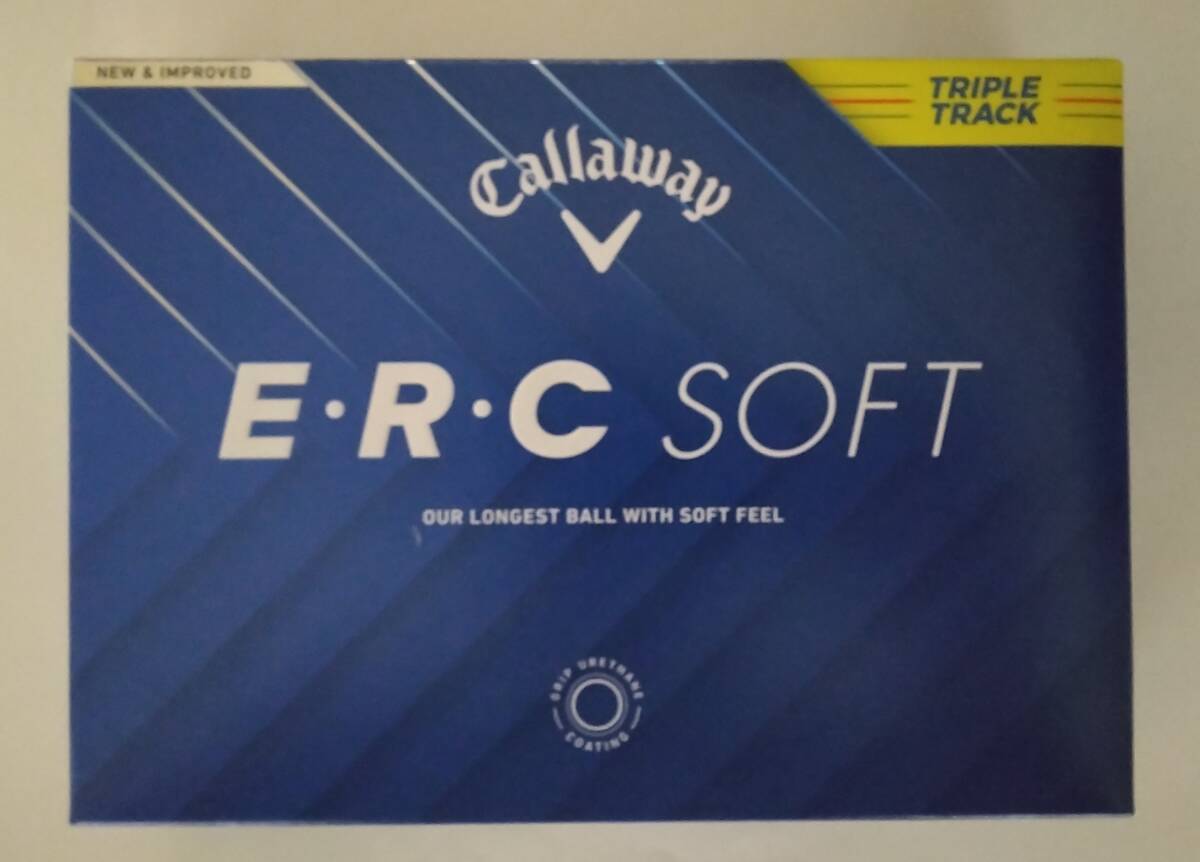 NEW & IMPROVED
TRIPLE
TRACK
Callaway
E·R·C SOFT
OUR LONGEST BALL WITH SOFT FEEL
GRIP URETHANE
COATING